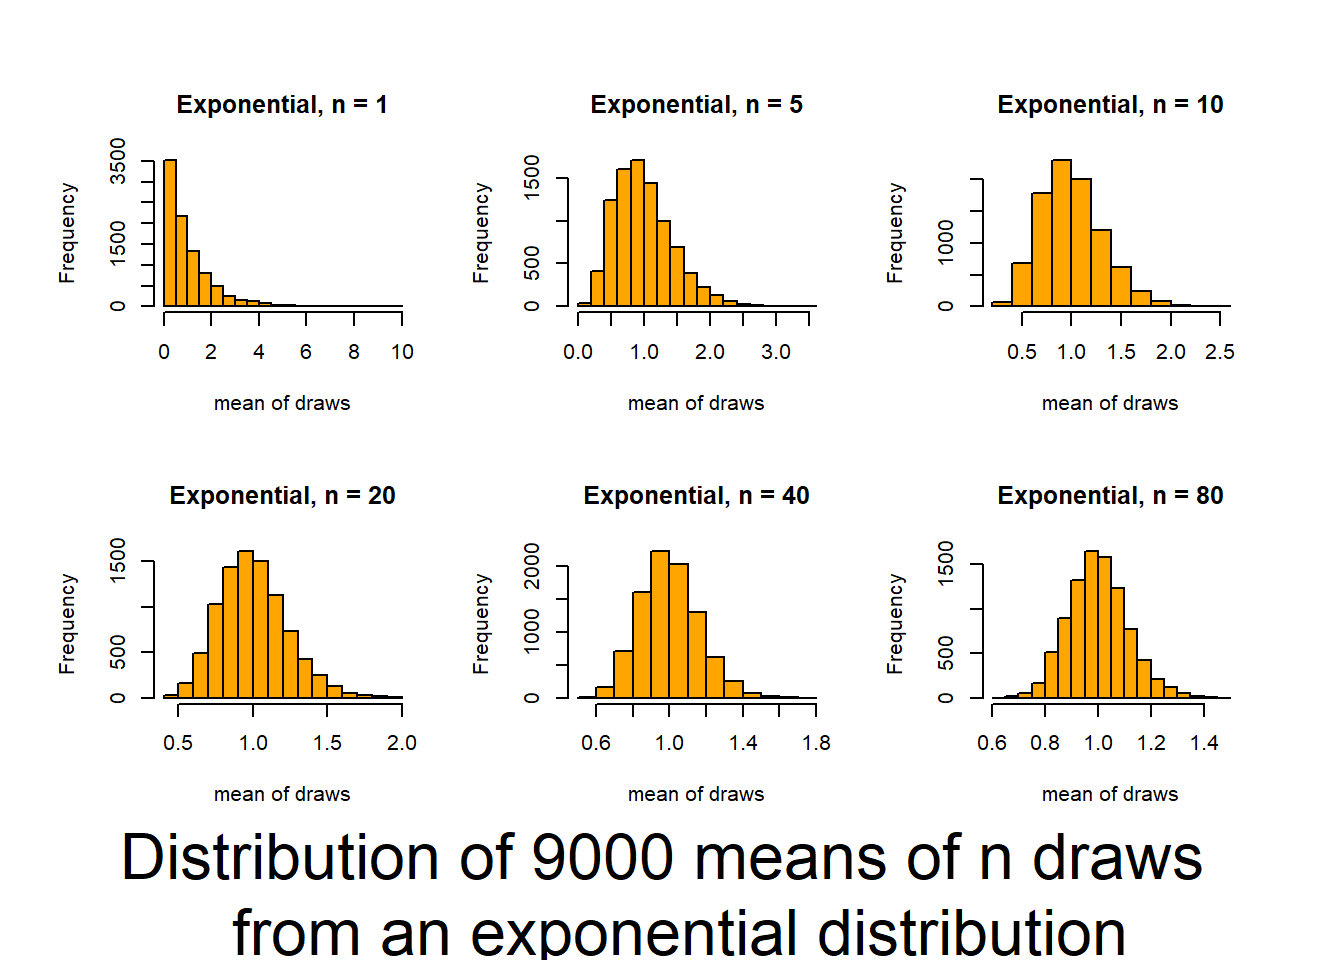 Exponential, n = 1
Frequency
0 1500 3500
0 2 4 6 8 10
mean of draws
Exponential, n = 5
Frequency
0 500 1500
0.0 1.0 2.0 3.0
mean of draws
Exponential, n = 10
Frequency
0 1000
0.5 1.0 1.5 2.0 2.5
mean of draws
Exponential, n = 20
Frequency
0 500 1500
0.5 1.0 1.5 2.0
mean of draws
Exponential, n = 40
Frequency
0 1000 2000
0.6 1.0 1.4 1.8
mean of draws
Exponential, n = 80
Frequency
0 500 1500
0.6 0.8 1.0 1.2 1.4
mean of draws
Distribution of 9000 means of n draws
from an exponential distribution